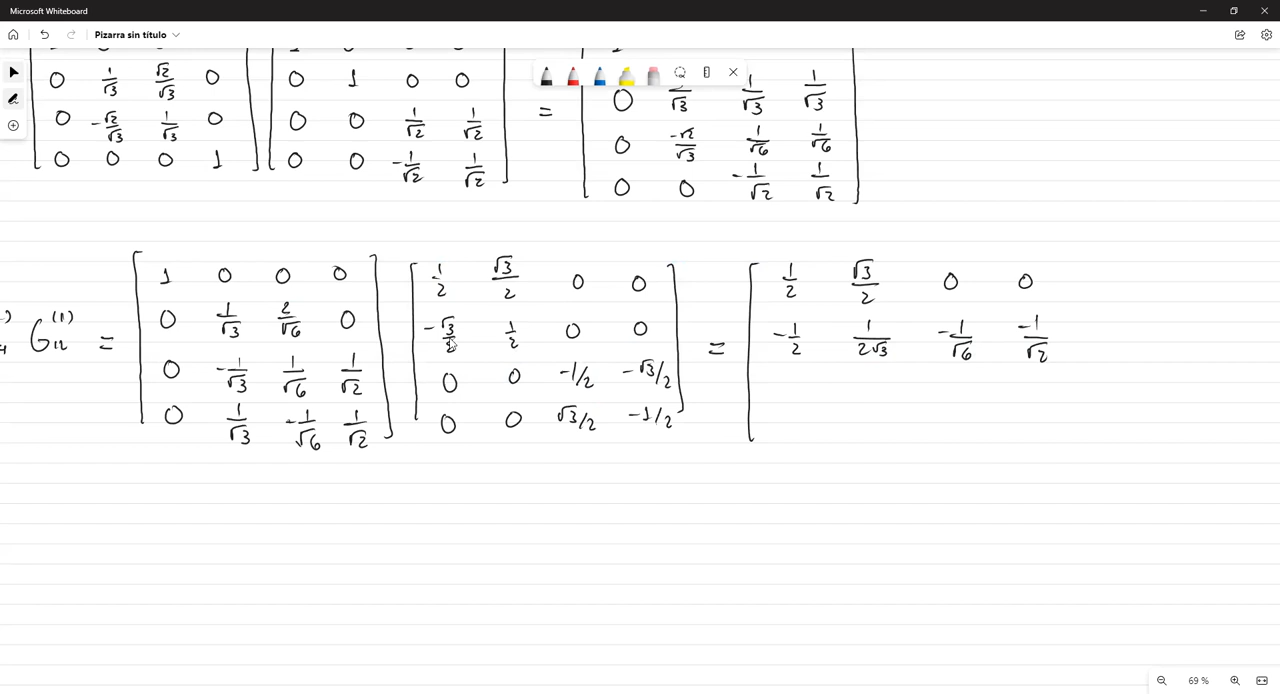 Microsoft Whiteboard
Pizarra sin título
0 1/√3 √2/√3 0
0 -√2/√3 1/√3 0
0 0 0 1
0 1 0 0
0 0 1/√2 1/√2
0 0 -1/√2 1/√2
=
0 √3 1/√3 1/√3
0 -√2/√3 1/√6 1/√6
0 0 -1/√2 1/√2
G₁₂⁽¹⁾ =
1 0 0 0
0 1/√3 2/√6 0
0 -1/√3 1/√6 1/√2
0 1/√3 -1/√6 1/√2
1/2 √3/2 0 0
-√3/2 1/2 0 0
0 0 -1/2 -√3/2
0 0 √3/2 -1/2
=
1/2 √3/2 0 0
-1/2 1/2√3 -1/√6 -1/√2
69 %